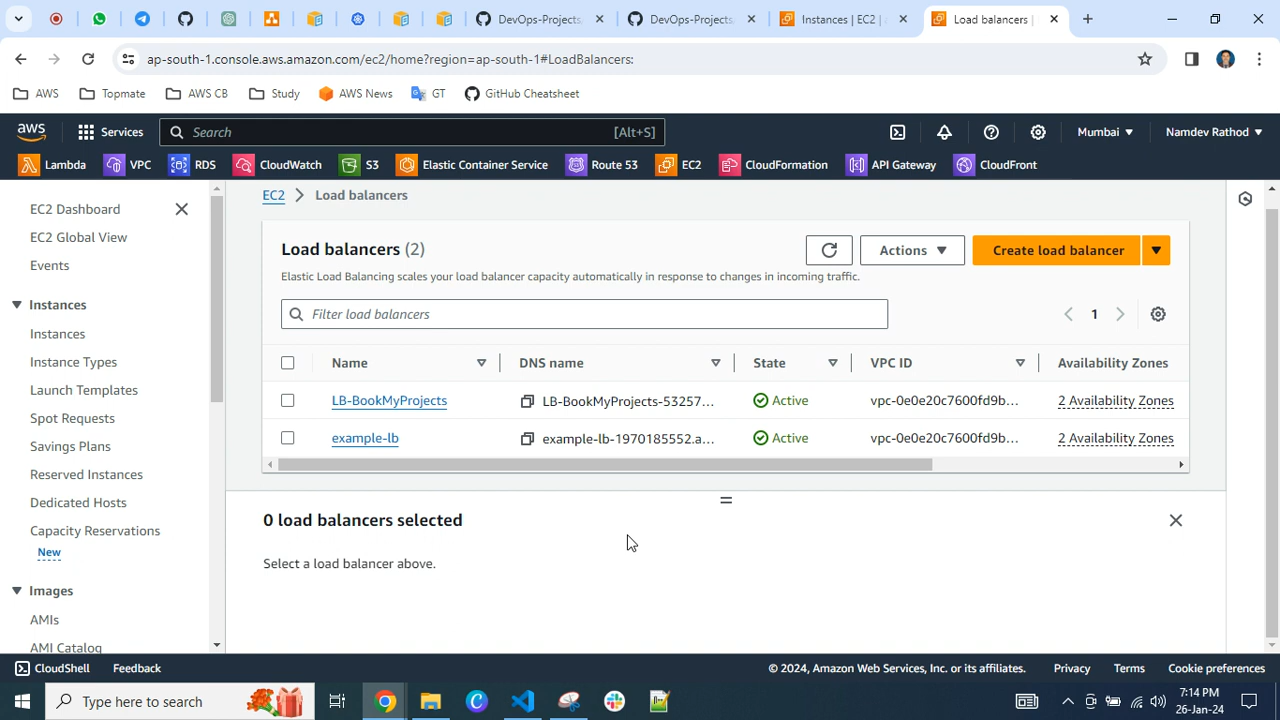 DevOps-Projects,
DevOps-Projects,
Instances | EC2 |
Load balancers |
ap-south-1.console.aws.amazon.com/ec2/home?region=ap-south-1#LoadBalancers:
AWS
Topmate
AWS CB
Study
AWS News
GT
GitHub Cheatsheet
aws
Services
Search
[Alt+S]
Mumbai
Namdev Rathod
Lambda
VPC
RDS
CloudWatch
S3
Elastic Container Service
Route 53
EC2
CloudFormation
API Gateway
CloudFront
EC2 Dashboard
EC2 Global View
Events
Instances
Instances
Instance Types
Launch Templates
Spot Requests
Savings Plans
Reserved Instances
Dedicated Hosts
Capacity Reservations
New
Images
AMIs
AMI Catalog
EC2 > Load balancers
Load balancers (2)
Actions
Create load balancer
Elastic Load Balancing scales your load balancer capacity automatically in response to changes in incoming traffic.
Filter load balancers
1
Name DNS name State VPC ID Availability Zones
LB-BookMyProjects LB-BookMyProjects-53257... Active vpc-0e0e20c7600fd9b... 2 Availability Zones
example-lb example-lb-1970185552.a... Active vpc-0e0e20c7600fd9b... 2 Availability Zones
0 load balancers selected
Select a load balancer above.
CloudShell
Feedback
© 2024, Amazon Web Services, Inc. or its affiliates.
Privacy
Terms
Cookie preferences
Type here to search
7:14 PM
26-Jan-24